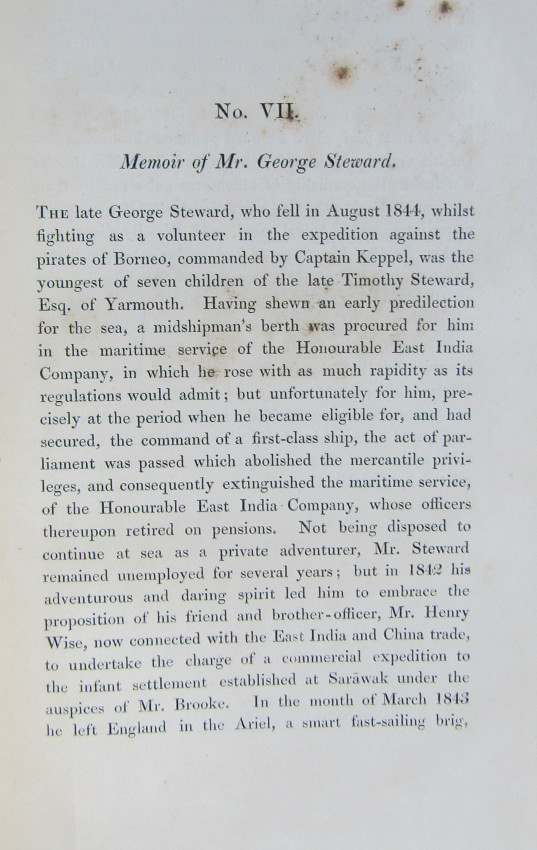 No. VII.
Memoir of Mr. George Steward.
THE late George Steward, who fell in August 1844, whilst
fighting as a volunteer in the expedition against the
pirates of Borneo, commanded by Captain Keppel, was the
youngest of seven children of the late Timothy Steward,
Esq. of Yarmouth. Having shewn an early predilection
for the sea, a midshipman's berth was procured for him
in the maritime service of the Honourable East India
Company, in which he rose with as much rapidity as its
regulations would admit; but unfortunately for him, pre-
cisely at the period when he became eligible for, and had
secured, the command of a first-class ship, the act of par-
liament was passed which abolished the mercantile privi-
leges, and consequently extinguished the maritime service,
of the Honourable East India Company, whose officers
thereupon retired on pensions. Not being disposed to
continue at sea as a private adventurer, Mr. Steward
remained unemployed for several years; but in 1842 his
adventurous and daring spirit led him to embrace the
proposition of his friend and brother-officer, Mr. Henry
Wise, now connected with the East India and China trade,
to undertake the charge of a commercial expedition to
the infant settlement established at Sarāwak under the
auspices of Mr. Brooke. In the month of March 1843
he left England in the Ariel, a smart fast-sailing brig,